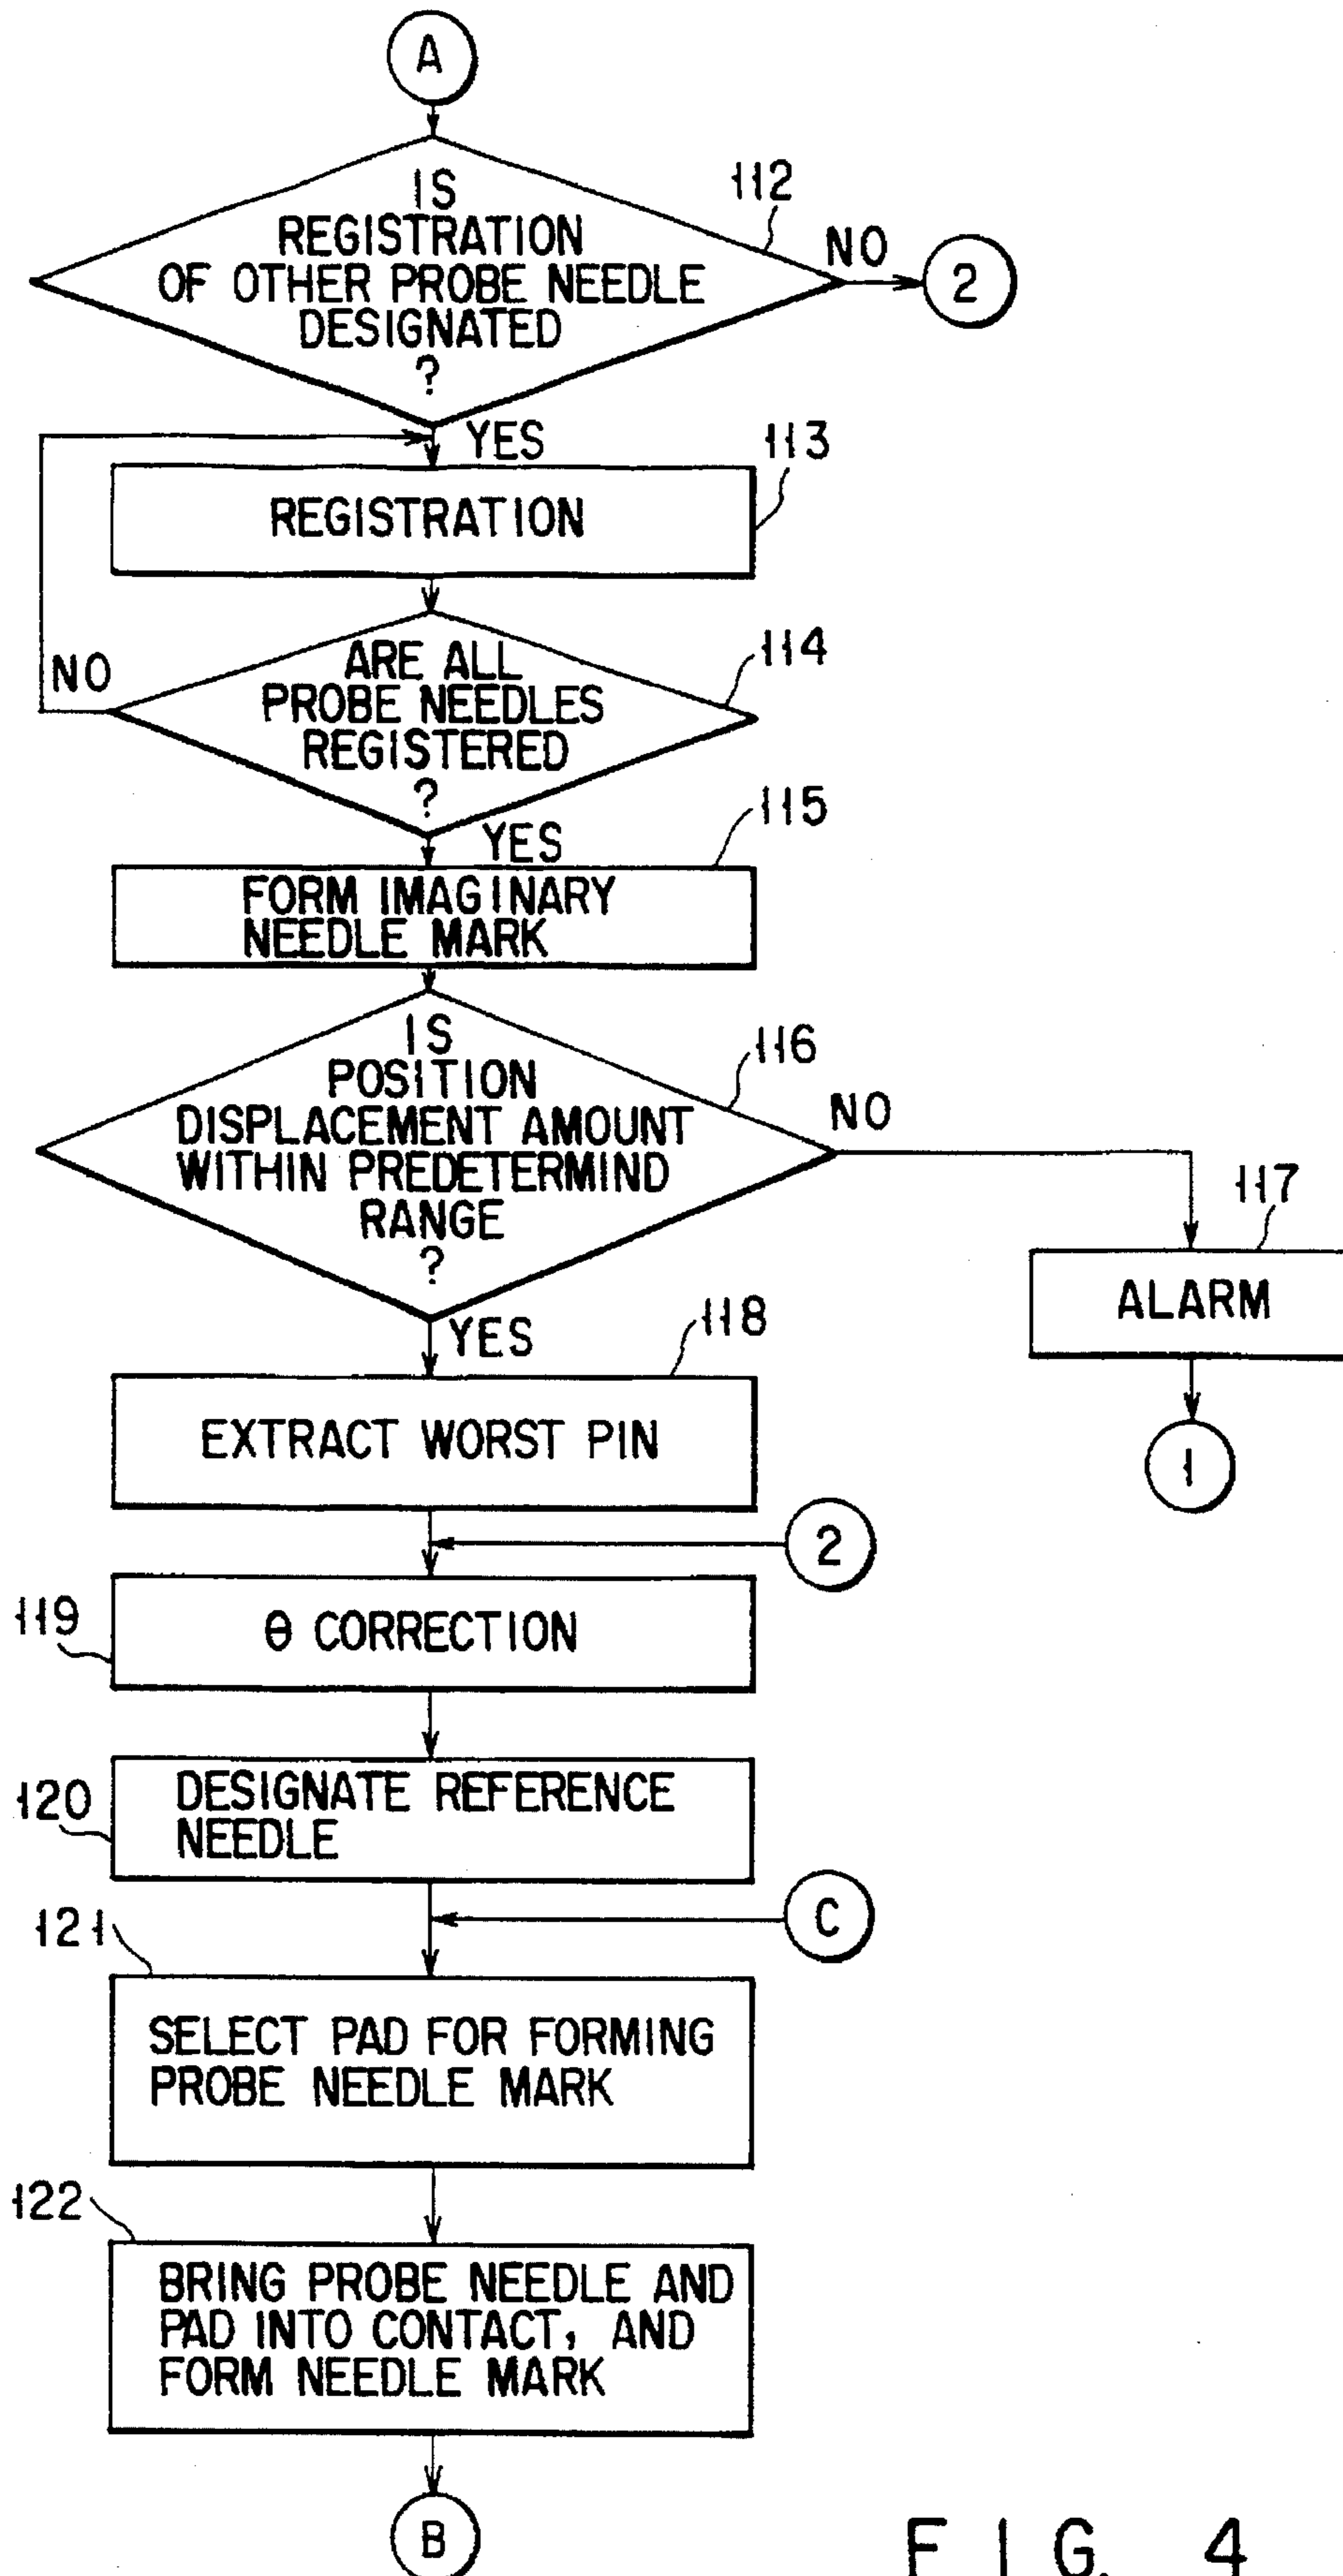 A
IS
REGISTRATION
OF OTHER PROBE NEEDLE
DESIGNATED
?
112
NO
2
YES
113
REGISTRATION
ARE ALL
PROBE NEEDLES
REGISTERED
?
114
NO
YES
115
FORM IMAGINARY
NEEDLE MARK
IS
POSITION
DISPLACEMENT AMOUNT
WITHIN PREDETERMIND
RANGE
?
116
NO
117
ALARM
1
YES
118
EXTRACT WORST PIN
2
119
θ CORRECTION
120
DESIGNATE REFERENCE
NEEDLE
C
121
SELECT PAD FOR FORMING
PROBE NEEDLE MARK
122
BRING PROBE NEEDLE AND
PAD INTO CONTACT, AND
FORM NEEDLE MARK
B
FIG. 4